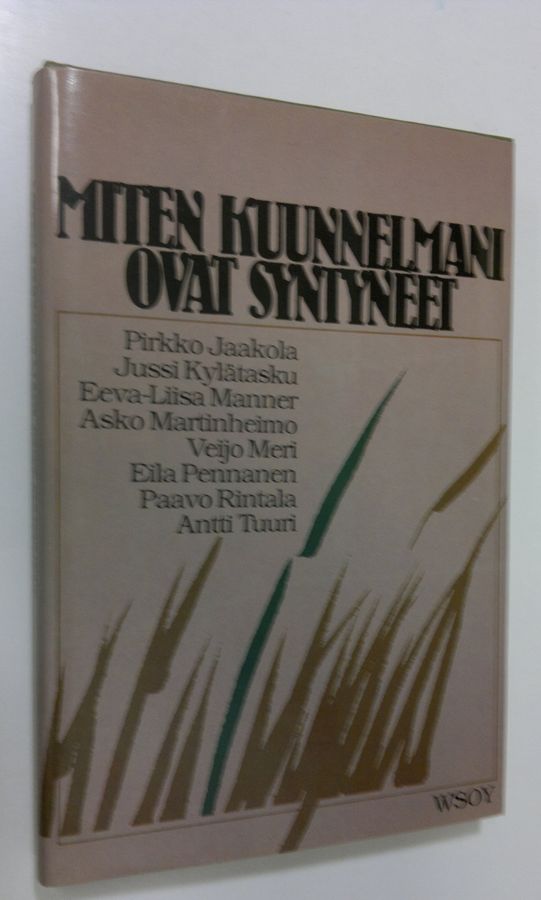 MITEN KUUNNELMANI
OVAT SYNTYNEET
Pirkko Jaakola
Jussi Kylätasku
Eeva-Liisa Manner
Asko Martinheimo
Veijo Meri
Eila Pennanen
Paavo Rintala
Antti Tuuri
WSOY